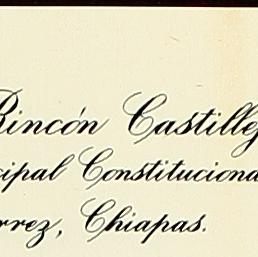 Rincón Castillej
cipal Constituciona
rrez, Chiapas.